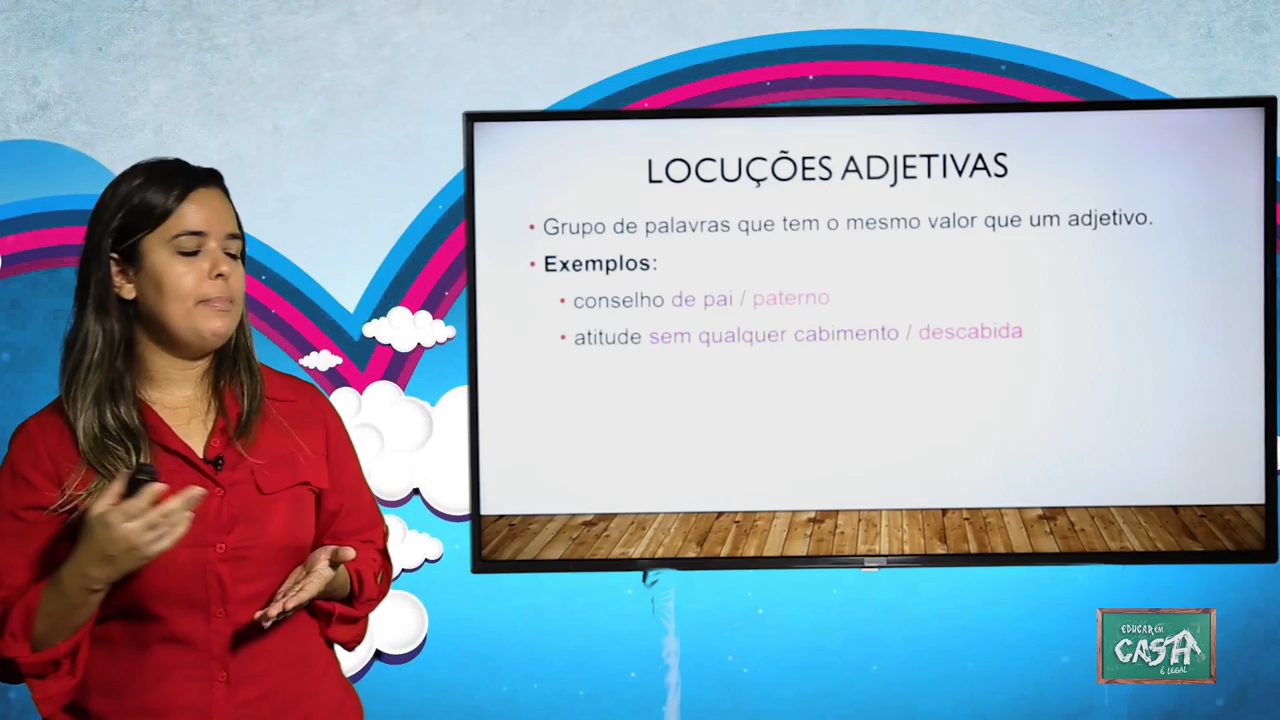 LOCUÇÕES ADJETIVAS
• Grupo de palavras que tem o mesmo valor que um adjetivo.
• Exemplos:
• conselho de pai / paterno
• atitude sem qualquer cabimento / descabida
EDUCAR EM
CASA
É LEGAL